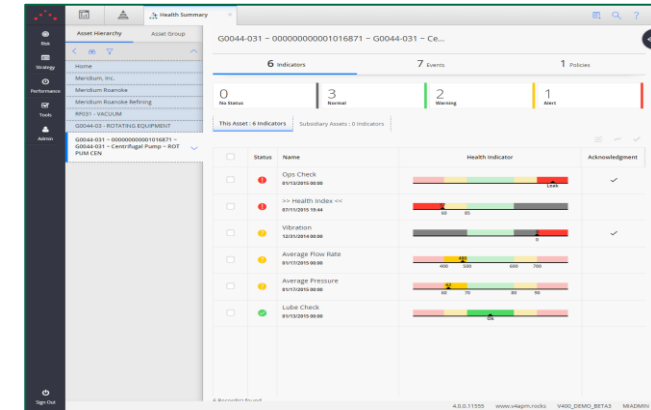 Health Summary
Risk
Strategy
Performance
Tools
Admin
Sign Out
Asset Hierarchy
Asset Group
Home
Meridium, Inc.
Meridium Roanoke
Meridium Roanoke Refining
RP031 - VACUUM
G0044-03 - ROTATING EQUIPMENT
G0044-031 ~ 000000000001016871 ~
G0044-031 ~ Centrifugal Pump ~ ROT
PUM CEN
G0044-031 ~ 000000000001016871 ~ G0044-031 ~ Ce...
6 Indicators
7 Events
1 Policies
0
No Status
3
Normal
2
Warning
1
Alert
This Asset : 6 Indicators
Subsidiary Assets : 0 Indicators
Status
Name
Health Indicator
Acknowledgment
Ops Check
01/13/2015 00:00
Leak
>> Health Index <<
07/11/2015 19:44
Vibration
12/31/2014 00:00
Average Flow Rate
01/17/2015 00:00
400 500 600 700
Average Pressure
01/17/2015 00:00
60 70 80 90
Lube Check
01/13/2015 00:00
Ok
6 Record(s) found
4.0.0.11555 www.v4apm.rocks V400_DEMO_BETA3 MIADMIN